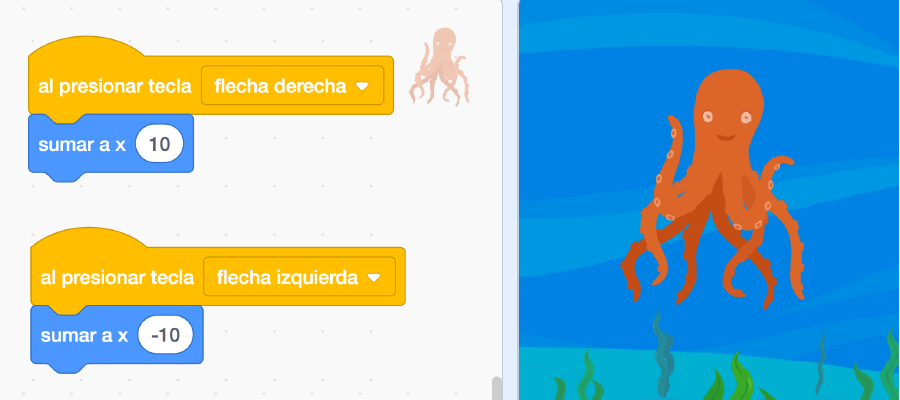 al presionar tecla flecha derecha
sumar a x 10
al presionar tecla flecha izquierda
sumar a x -10